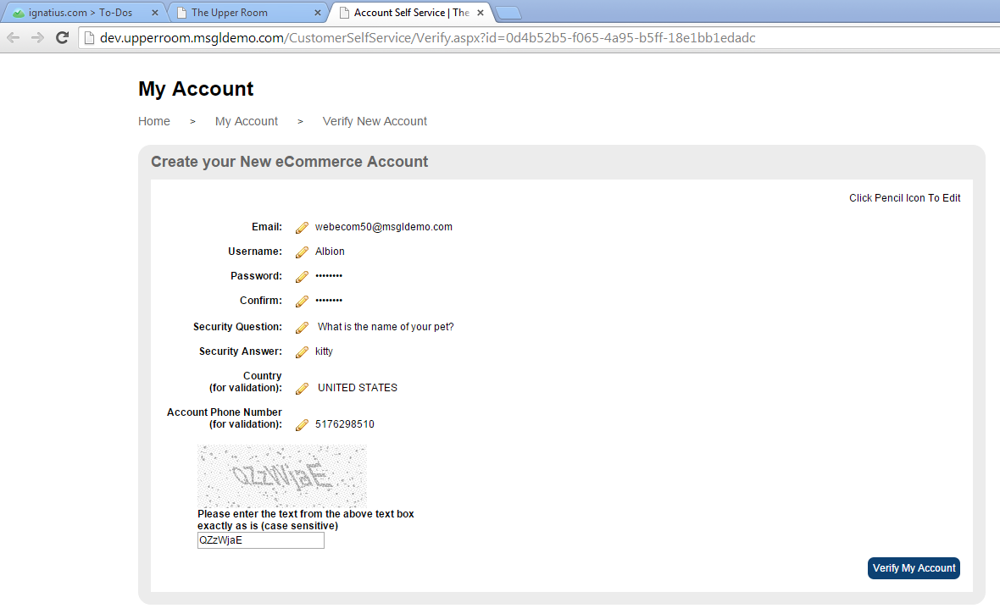 ignatius.com > To-Dos
The Upper Room
Account Self Service | The
dev.upperroom.msgldemo.com/CustomerSelfService/Verify.aspx?id=0d4b52b5-f065-4a95-b5ff-18e1bb1edadc
My Account
Home > My Account > Verify New Account
Create your New eCommerce Account
Click Pencil Icon To Edit
Email: webecom50@msgldemo.com
Username: Albion
Password: ••••••••
Confirm: ••••••••
Security Question: What is the name of your pet?
Security Answer: kitty
Country
(for validation): UNITED STATES
Account Phone Number
(for validation): 5176298510
QZzWjaE
Please enter the text from the above text box
exactly as is (case sensitive)
QZzWjaE
Verify My Account